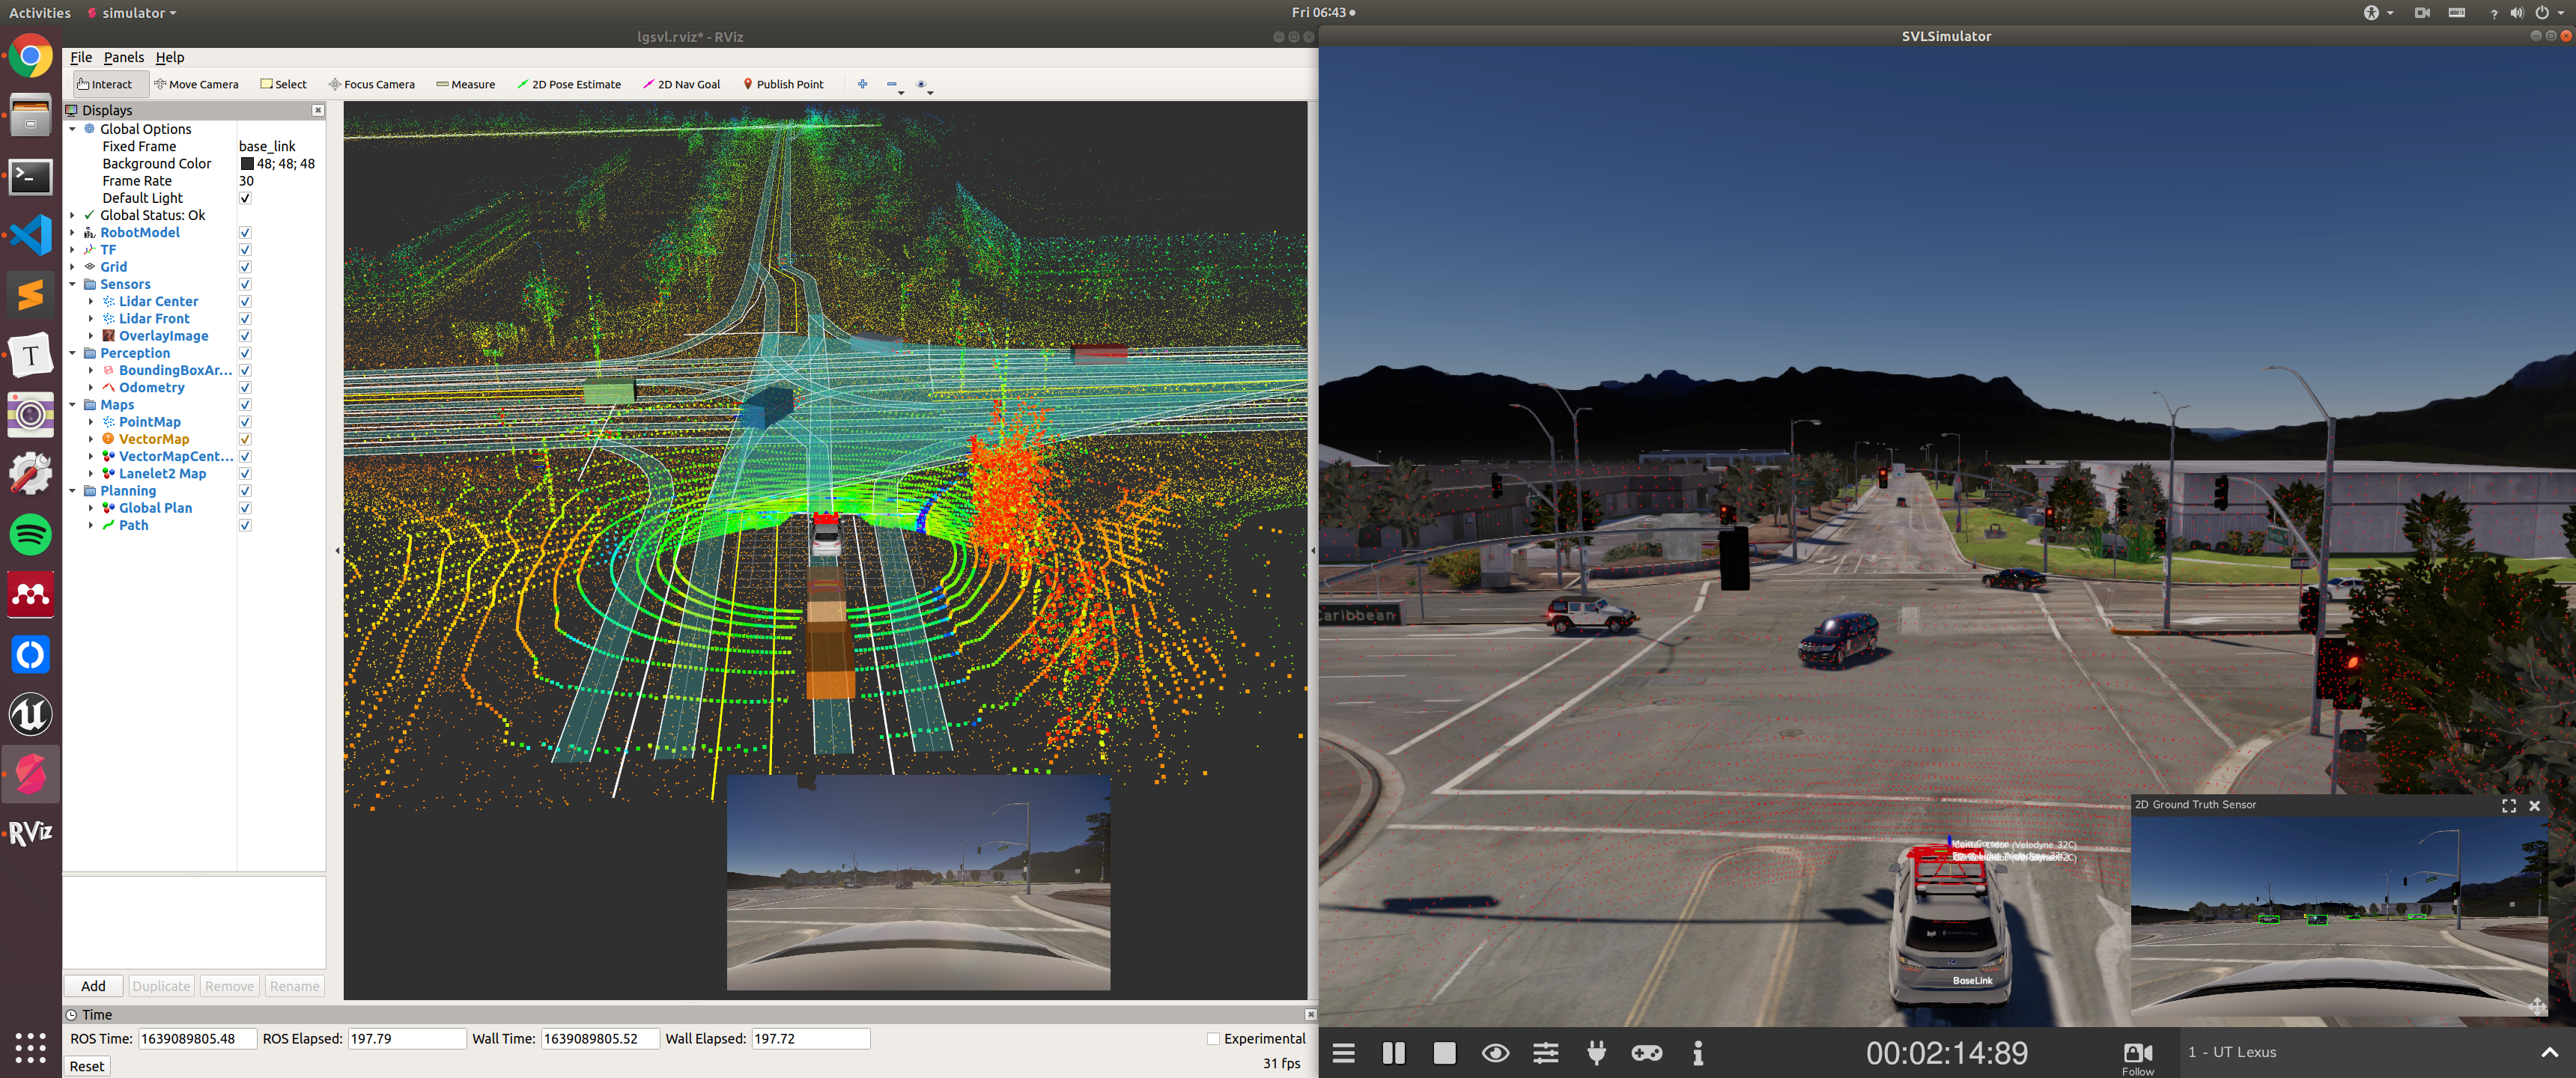 Activities simulator Fri 06:43
lgsvl.rviz* - RViz
File Panels Help
Interact Move Camera Select Focus Camera Measure 2D Pose Estimate 2D Nav Goal Publish Point
Displays
Global Options
Fixed Frame base_link
Background Color 48; 48; 48
Frame Rate 30
Default Light
Global Status: Ok
RobotModel
TF
Grid
Sensors
Lidar Center
Lidar Front
OverlayImage
Perception
BoundingBoxAr...
Odometry
Maps
PointMap
VectorMap
VectorMapCent...
Lanelet2 Map
Planning
Global Plan
Path
Add Duplicate Remove Rename
Time
ROS Time: 1639089805.48 ROS Elapsed: 197.79 Wall Time: 1639089805.52 Wall Elapsed: 197.72 Experimental
Reset 31 fps
RViz
T
SVLSimulator
Caribbean
2D Ground Truth Sensor
BaseLink
00:02:14:89
Follow
1 - UT Lexus